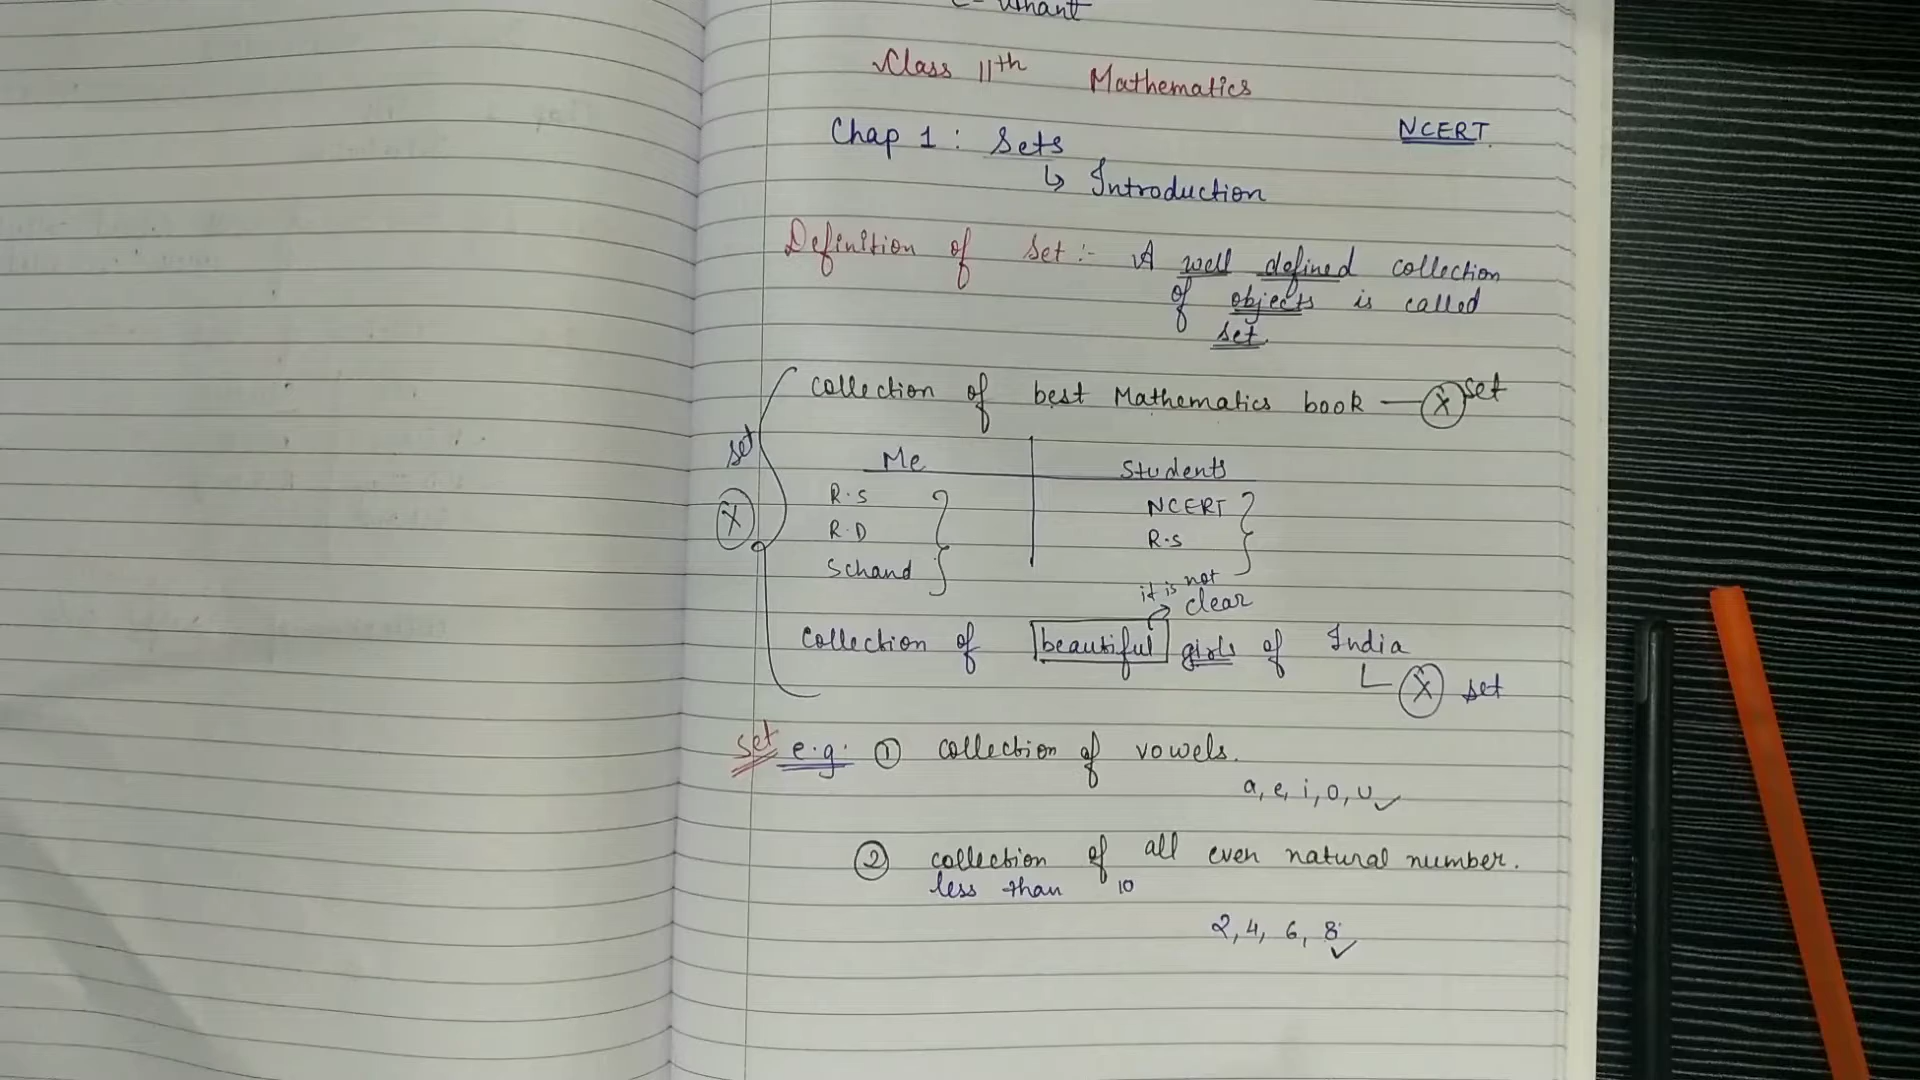 Class 11th Mathematics
NCERT
Chap 1 : Sets
↳ Introduction
Definition of set :- A well defined collection
of objects is called
set.
collection of best Mathematics book — X set
set
X
Me
Students
R.S
R.D
Schand
NCERT
R.S
it is not
clear
collection of beautiful girls of India
X set
set e.g. ① collection of vowels.
a, e, i, o, u ✓
② collection of all even natural number.
less than 10
2, 4, 6, 8 ✓